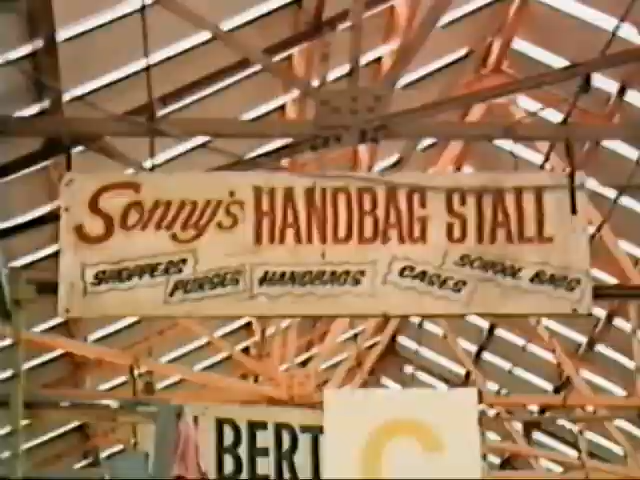 Sonny's HANDBAG STALL
SHOPPERS PURSES HANDBAGS CASES SCHOOL BAGS
BERT
C